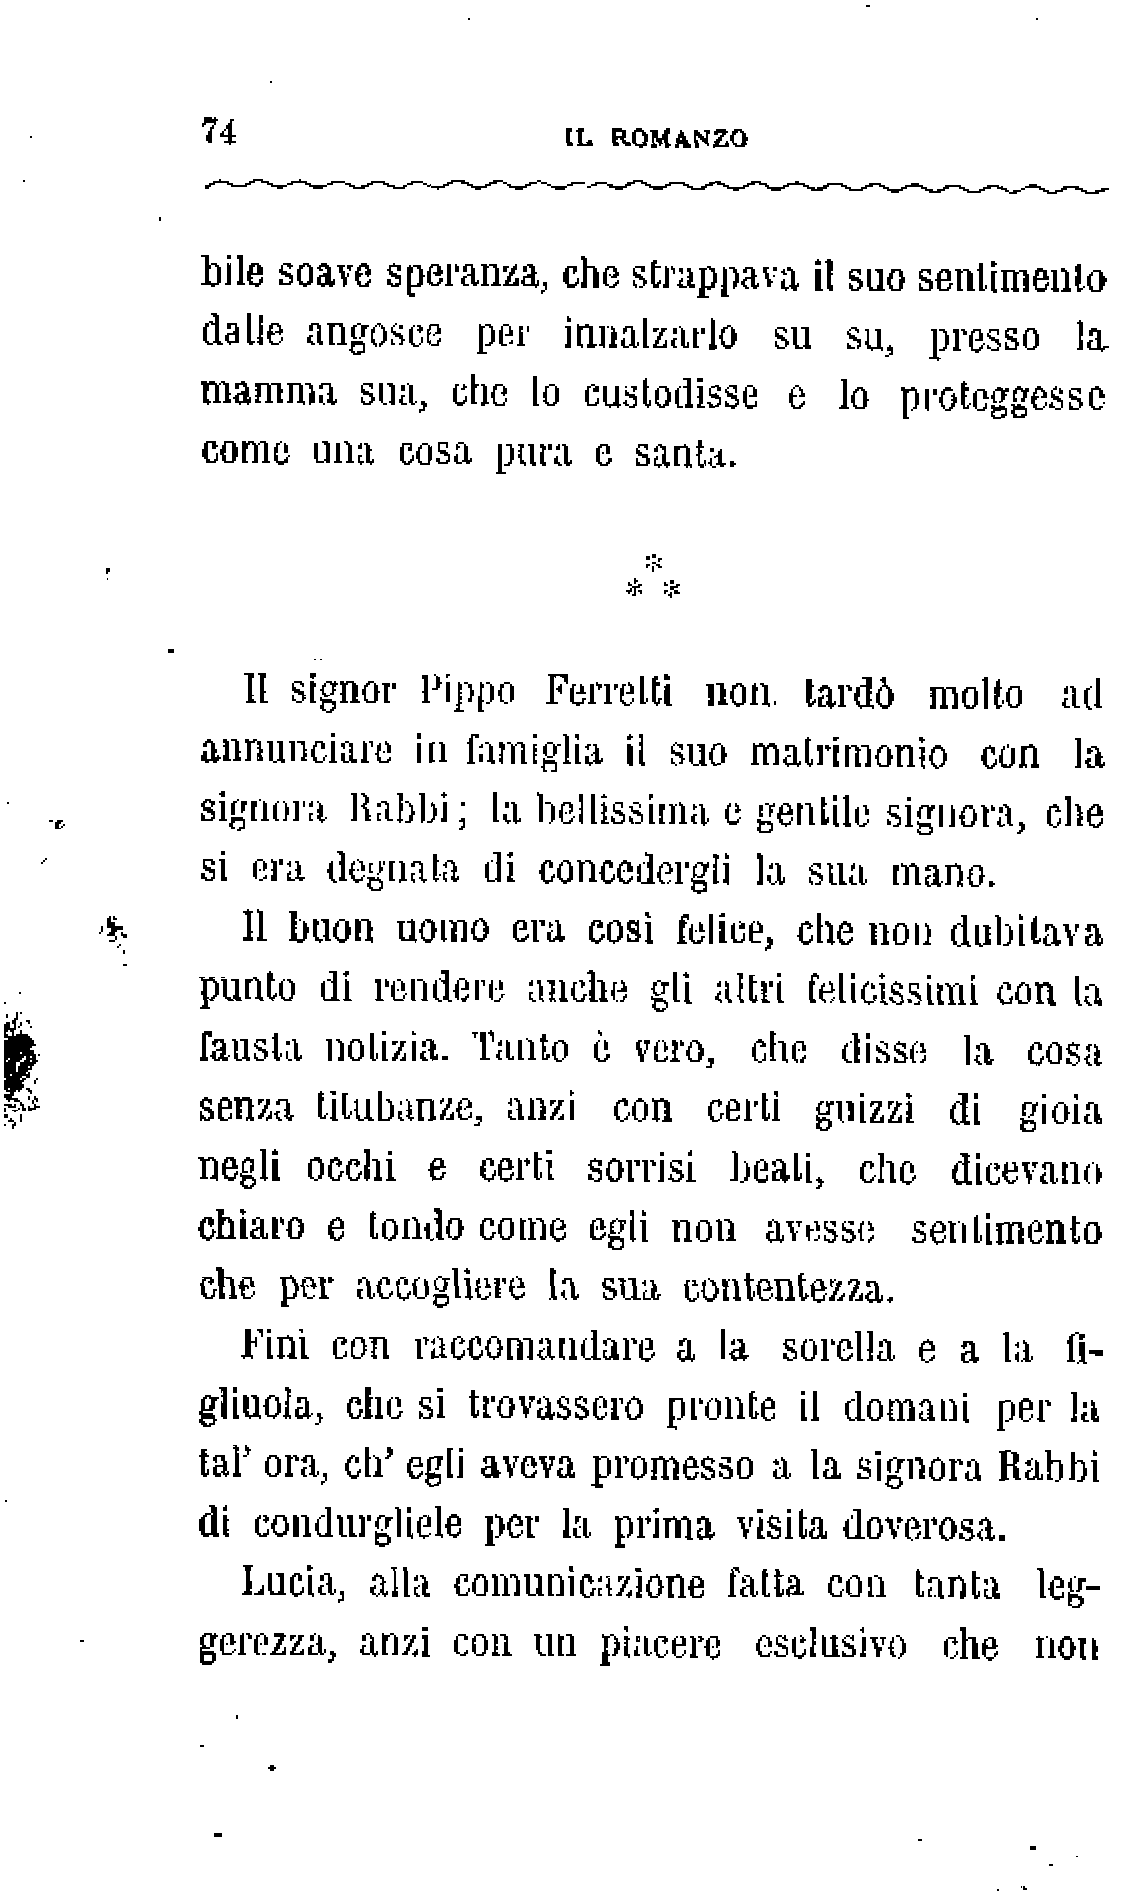 74 IL ROMANZO
bile soave speranza, che strappava il suo sentimento
dalle angosce per innalzarlo su su, presso la
mamma sua, che lo custodisse e lo proteggesse
come una cosa pura e santa.
*
* *
Il signor Pippo Ferretti non tardò molto ad
annunciare in famiglia il suo matrimonio con la
signora Rabbi; la bellissima e gentile signora, che
si era degnata di concedergli la sua mano.
Il buon uomo era così felice, che non dubitava
punto di rendere anche gli altri felicissimi con la
fausta notizia. Tanto è vero, che disse la cosa
senza titubanze, anzi con certi guizzi di gioia
negli occhi e certi sorrisi beati, che dicevano
chiaro e tondo come egli non avesse sentimento
che per accogliere la sua contentezza.
Finì con raccomandare a la sorella e a la fi-
gliuola, che si trovassero pronte il domani per la
tal' ora, ch' egli aveva promesso a la signora Rabbi
di condurgliele per la prima visita doverosa.
Lucia, alla comunicazione fatta con tanta leg-
gerezza, anzi con un piacere esclusivo che non